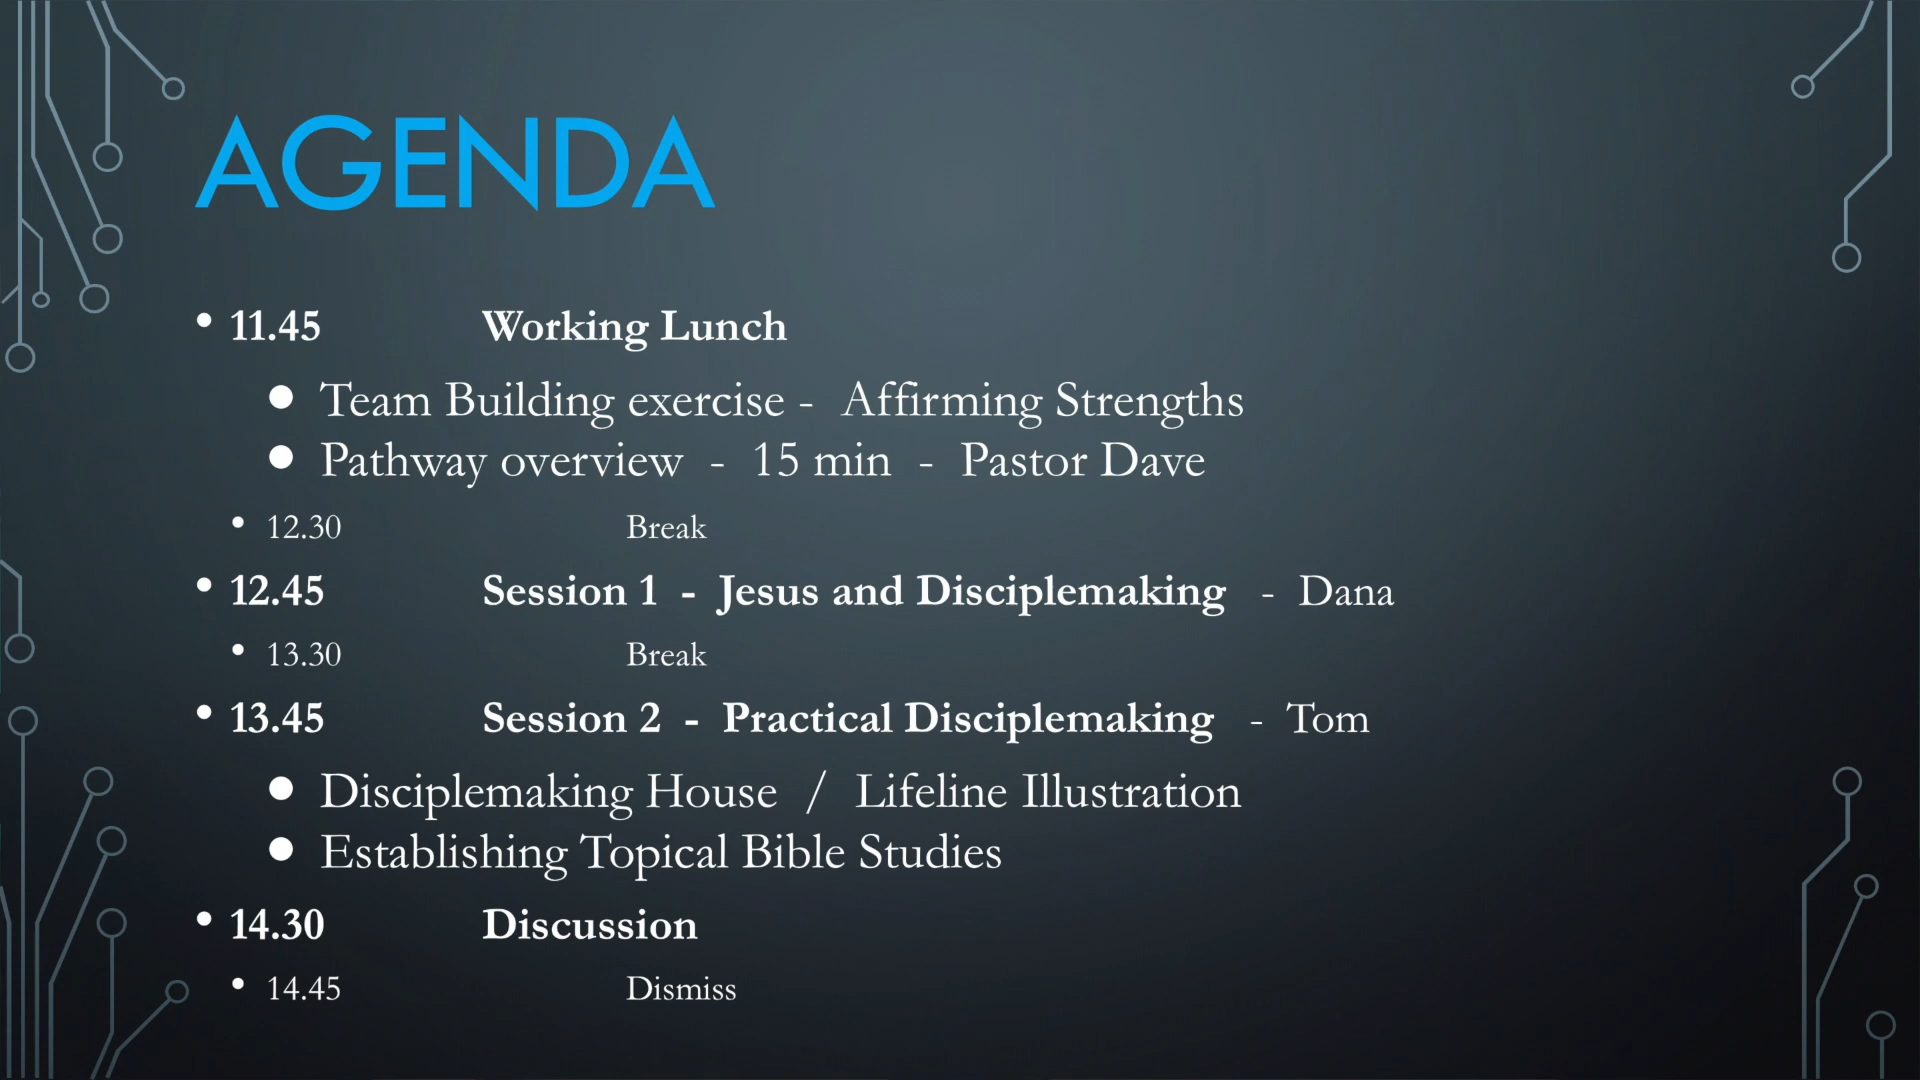 AGENDA
• 11.45 Working Lunch
● Team Building exercise - Affirming Strengths
● Pathway overview - 15 min - Pastor Dave
• 12.30 Break
• 12.45 Session 1 - Jesus and Disciplemaking - Dana
• 13.30 Break
• 13.45 Session 2 - Practical Disciplemaking - Tom
● Disciplemaking House / Lifeline Illustration
● Establishing Topical Bible Studies
• 14.30 Discussion
• 14.45 Dismiss